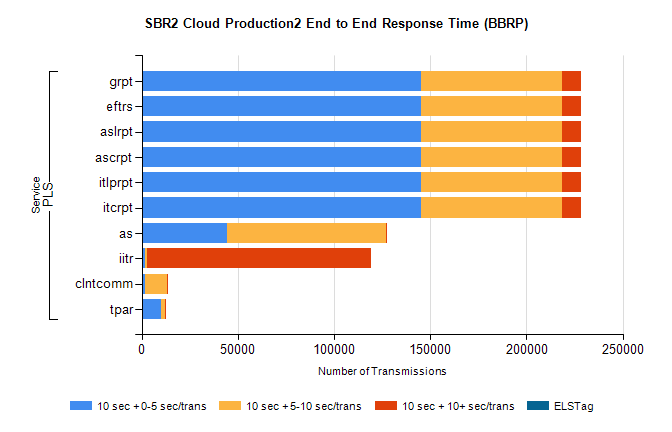 SBR2 Cloud Production2 End to End Response Time (BBRP)
Service
PLS
grpt
eftrs
aslrpt
ascrpt
itlprpt
itcrpt
as
iitr
clntcomm
tpar
0 50000 100000 150000 200000 250000
Number of Transmissions
10 sec +0-5 sec/trans 10 sec +5-10 sec/trans 10 sec + 10+ sec/trans ELSTag